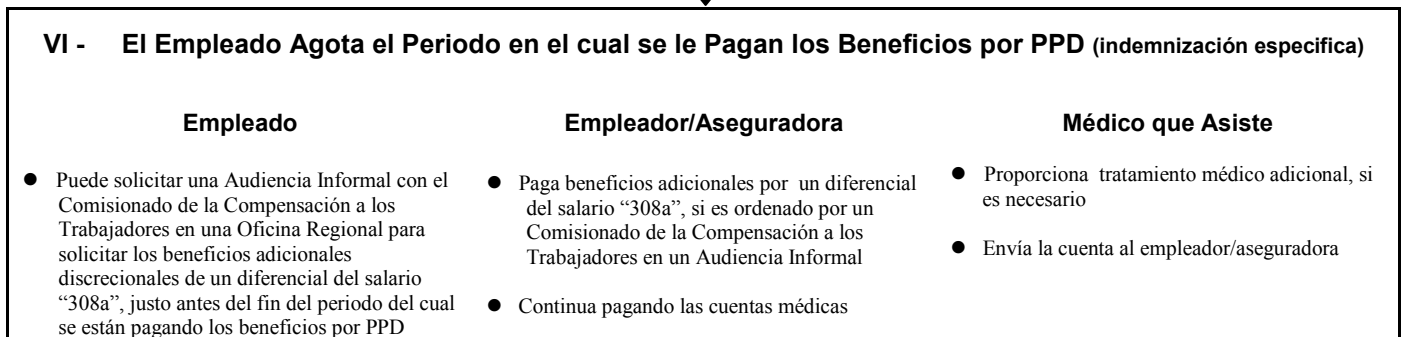 VI - El Empleado Agota el Periodo en el cual se le Pagan los Beneficios por PPD (indemnización especifica)
Empleado
● Puede solicitar una Audiencia Informal con el
Comisionado de la Compensación a los
Trabajadores en una Oficina Regional para
solicitar los beneficios adicionales
discrecionales de un diferencial del salario
“308a”, justo antes del fin del periodo del cual
se están pagando los beneficios por PPD
Empleador/Aseguradora
● Paga beneficios adicionales por un diferencial
del salario “308a”, si es ordenado por un
Comisionado de la Compensación a los
Trabajadores en un Audiencia Informal
● Continua pagando las cuentas médicas
Médico que Asiste
● Proporciona tratamiento médico adicional, si
es necesario
● Envía la cuenta al empleador/aseguradora